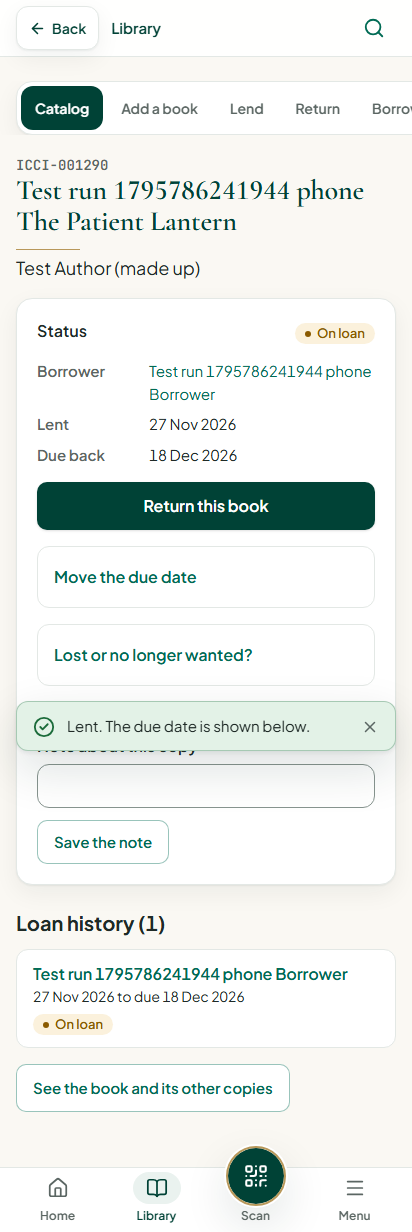 Back
Library
Catalog
Add a book
Lend
Return
ICCI-001290
Test run 1795786241944 phone
The Patient Lantern
Test Author (made up)
Status
On loan
Borrower
Test run 1795786241944 phone
Borrower
Lent
27 Nov 2026
Due back
18 Dec 2026
Return this book
Move the due date
Lost or no longer wanted?
Lent. The due date is shown below.
Save the note
Loan history (1)
Test run 1795786241944 phone Borrower
27 Nov 2026 to due 18 Dec 2026
On loan
See the book and its other copies
Home
Library
Scan
Menu